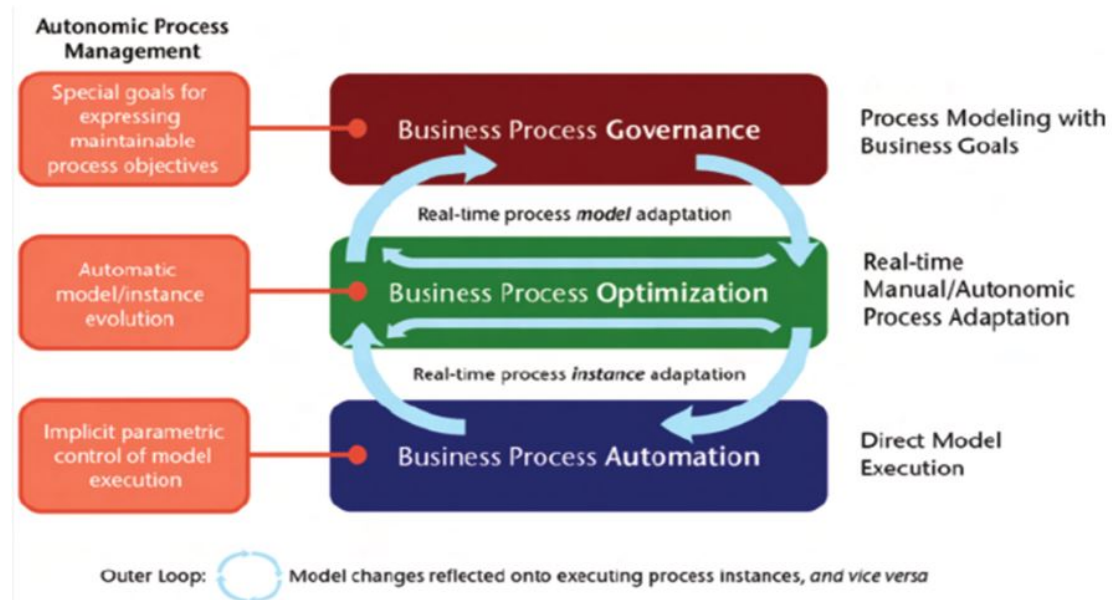 Autonomic Process
Management
Special goals for
expressing
maintainable
process objectives
Business Process Governance
Process Modeling with
Business Goals
Real-time process model adaptation
Automatic
model/instance
evolution
Business Process Optimization
Real-time
Manual/Autonomic
Process Adaptation
Real-time process instance adaptation
Implicit parametric
control of model
execution
Business Process Automation
Direct Model
Execution
Outer Loop: Model changes reflected onto executing process instances, and vice versa